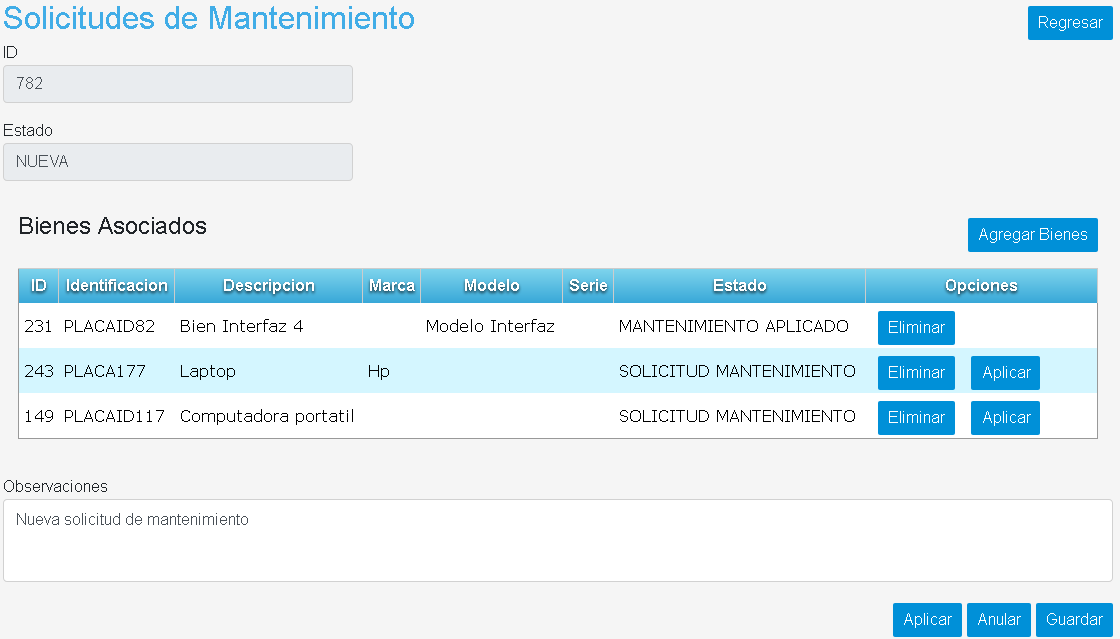 Solicitudes de Mantenimiento
Regresar
ID
782
Estado
NUEVA
Bienes Asociados
Agregar Bienes
ID Identificacion Descripcion Marca Modelo Serie Estado Opciones
231 PLACAID82 Bien Interfaz 4 Modelo Interfaz MANTENIMIENTO APLICADO Eliminar
243 PLACA177 Laptop Hp SOLICITUD MANTENIMIENTO Eliminar Aplicar
149 PLACAID117 Computadora portatil SOLICITUD MANTENIMIENTO Eliminar Aplicar
Observaciones
Nueva solicitud de mantenimiento
Aplicar Anular Guardar